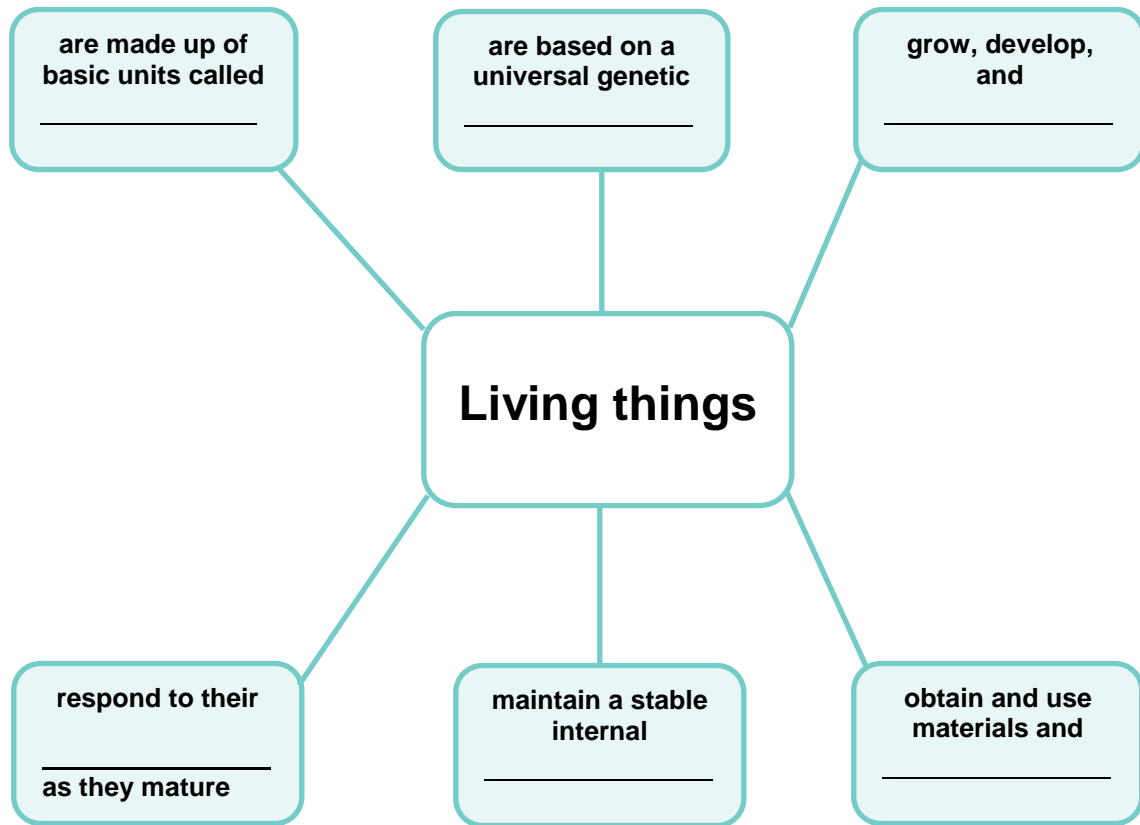 are made up of
basic units called
are based on a
universal genetic
grow, develop,
and
Living things
respond to their
as they mature
maintain a stable
internal
obtain and use
materials and